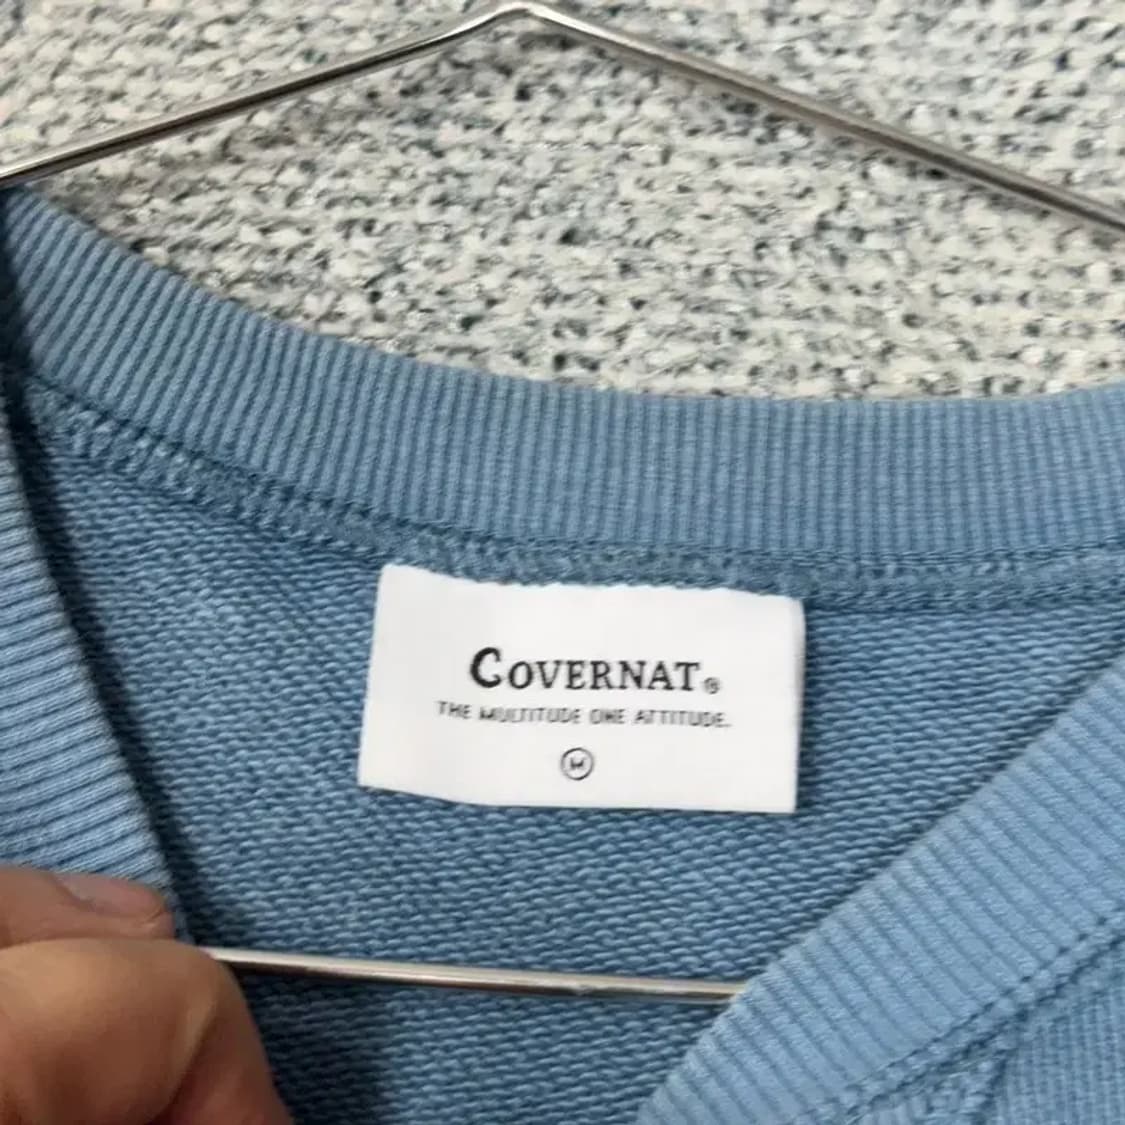 COVERNAT®
THE MULTITUDE ONE ATTITUDE.
M